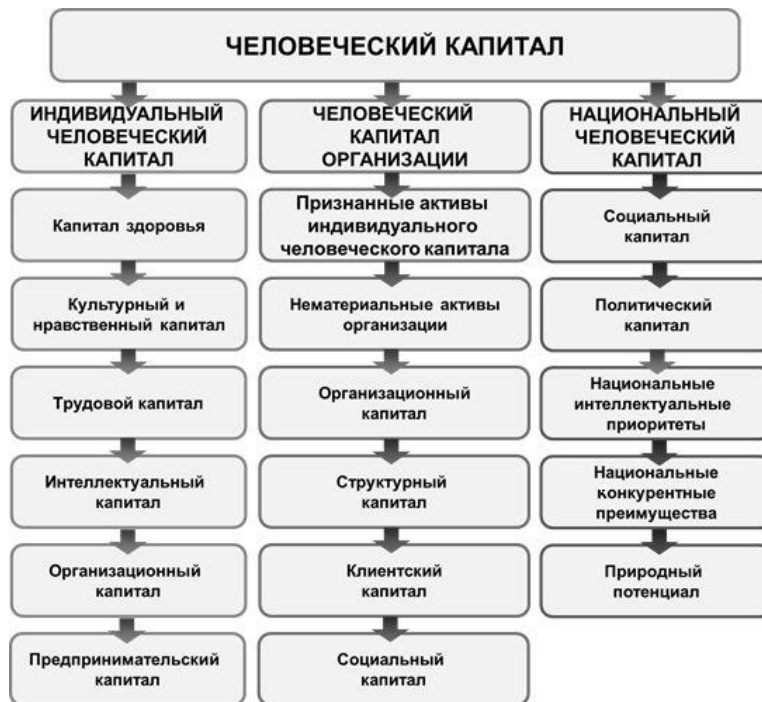 ЧЕЛОВЕЧЕСКИЙ КАПИТАЛ
ИНДИВИДУАЛЬНЫЙ
ЧЕЛОВЕЧЕСКИЙ
КАПИТАЛ
Капитал здоровья
Культурный и
нравственный капитал
Трудовой капитал
Интеллектуальный
капитал
Организационный
капитал
Предпринимательский
капитал
ЧЕЛОВЕЧЕСКИЙ
КАПИТАЛ
ОРГАНИЗАЦИИ
Признанные активы
индивидуального
человеческого капитала
Нематериальные активы
организации
Организационный
капитал
Структурный
капитал
Клиентский
капитал
Социальный
капитал
НАЦИОНАЛЬНЫЙ
ЧЕЛОВЕЧЕСКИЙ
КАПИТАЛ
Социальный
капитал
Политический
капитал
Национальные
интеллектуальные
приоритеты
Национальные
конкурентные
преимущества
Природный
потенциал